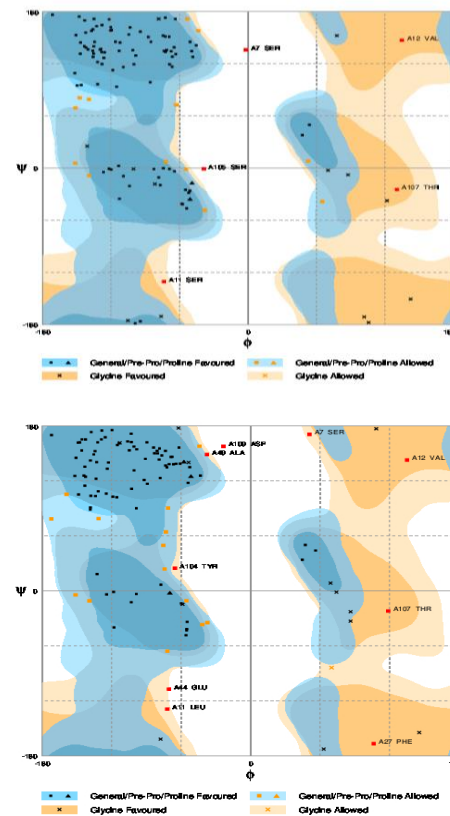 180
A7 SER
A12 VAL
Ψ 0
A105 SER
A107 THR
A11 SER
-180
-180 0
ϕ
General/Pre-Pro/Proline Favoured General/Pre-Pro/Proline Allowed
Glycine Favoured Glycine Allowed
180
A7 SER
A109 ASP
A49 ALA
A12 VAL
A104 TYR
Ψ 0
A107 THR
A44 GLU
A11 LEU
A27 PHE
-180
-180 0
ϕ
General/Pre-Pro/Proline Favoured General/Pre-Pro/Proline Allowed
Glycine Favoured Glycine Allowed